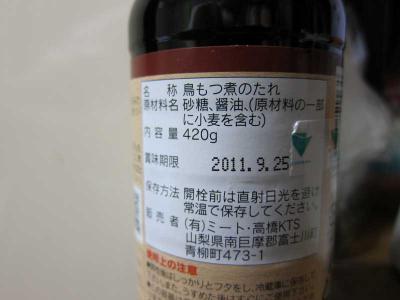 名 称 鳥もつ煮のたれ
原材料名 砂糖、醤油、(原材料の一部
に小麦を含む)
内 容 量 420g
賞味期限 2011.9.25
保存方法 開栓前は直射日光を避け
常温で保存してください。
販 売 者 (有)ミート・高橋KTS
山梨県南巨摩郡富士川町
青柳町473-1
使用上の注意